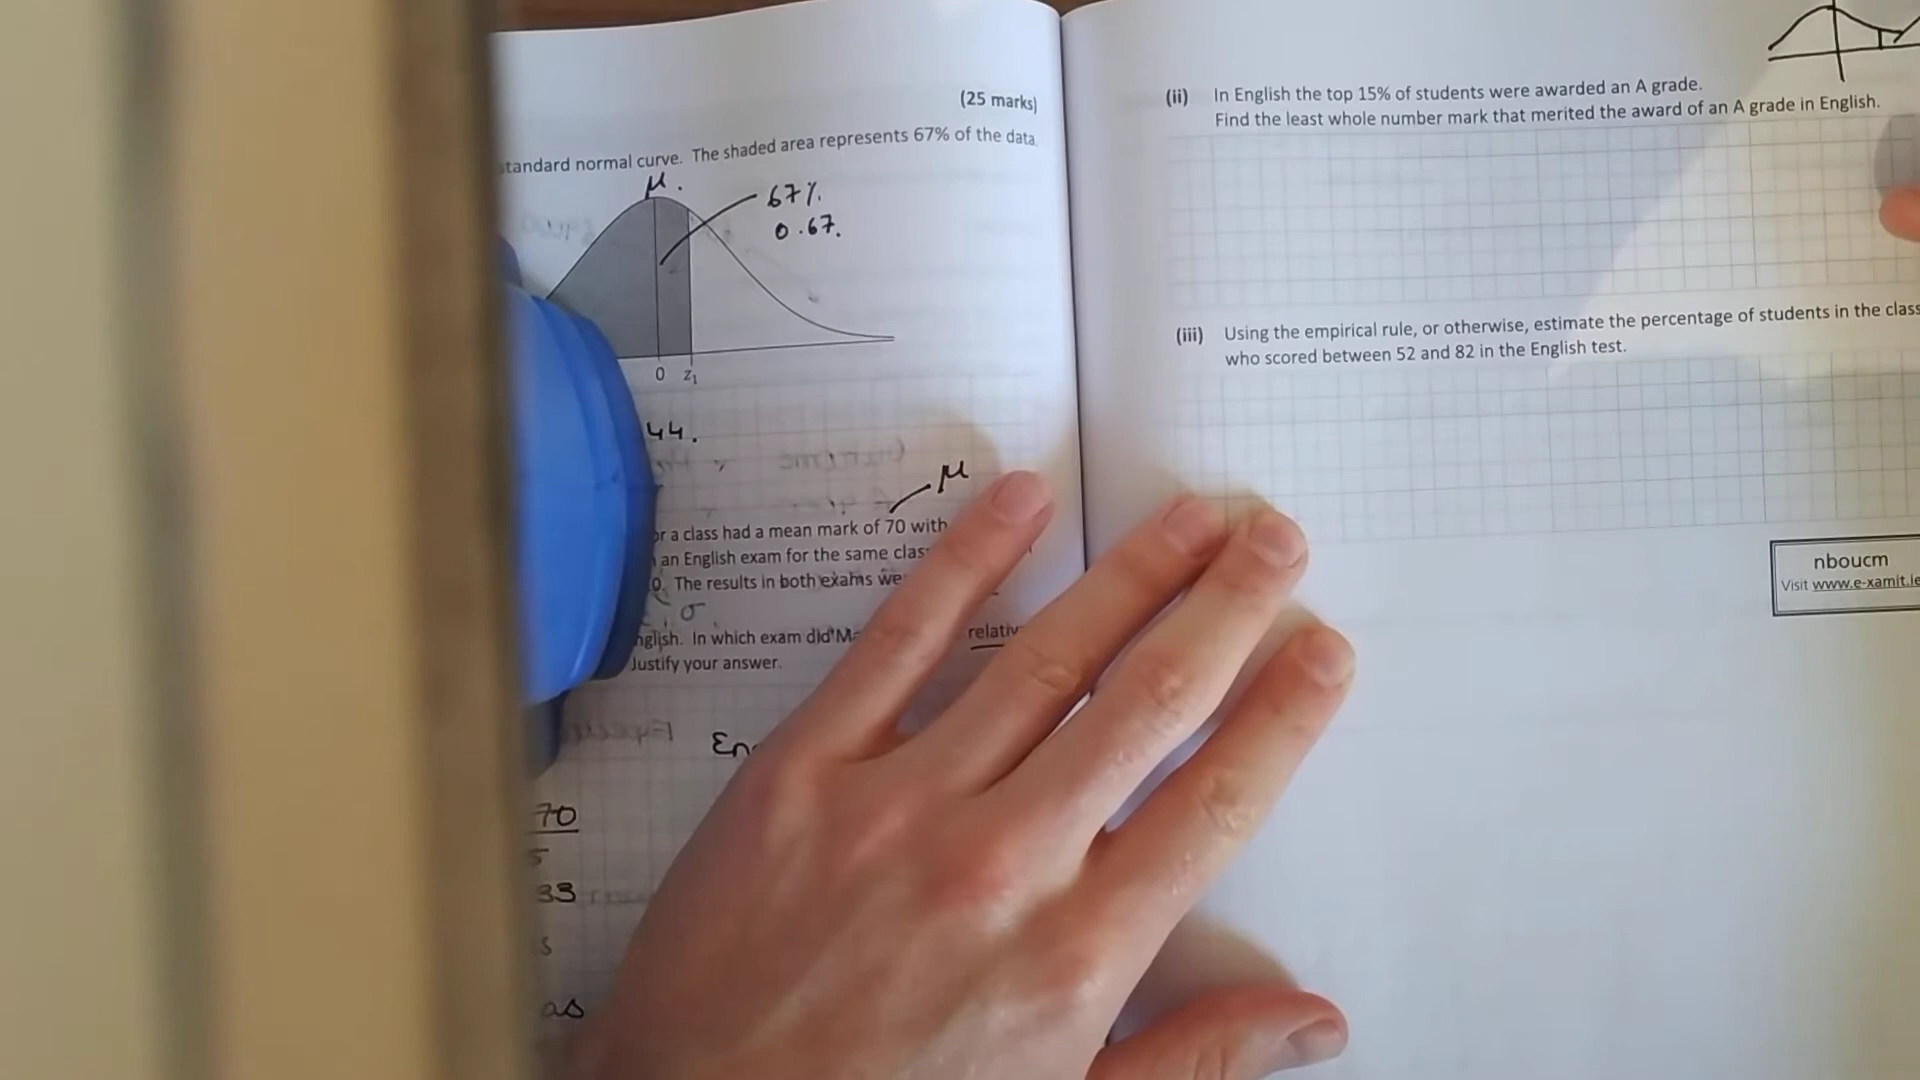 (25 marks)
standard normal curve. The shaded area represents 67% of the data.
μ.
67%.
0.67.
0 z₁
44.
μ
a class had a mean mark of 70 with
an English exam for the same
0. The results in both exams
σ
In which exam did
Justify your answer.
70
5
33
s
as
(ii) In English the top 15% of students were awarded an A grade.
Find the least whole number mark that merited the award of an A grade in English.
(iii) Using the empirical rule, or otherwise, estimate the percentage of students in the class
who scored between 52 and 82 in the English test.
nboucm
Visit www.e-xamit.ie